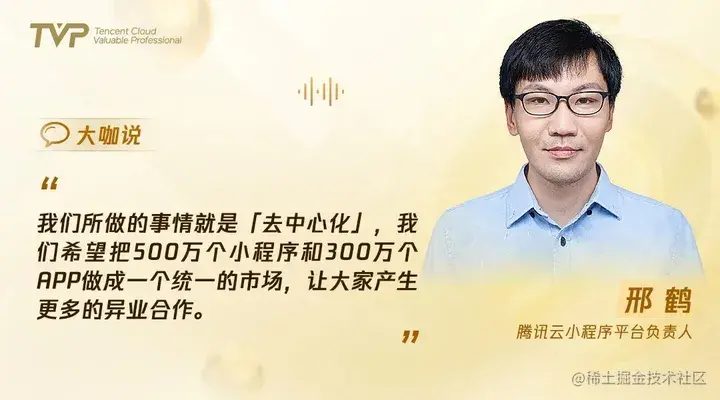 TVP
Tencent Cloud
Valuable Professional
大咖说
“
我们所做的事情就是「去中心化」，我
们希望把500万个小程序和300万个
APP做成一个统一的市场，让大家产生
更多的异业合作。
”
邢鹤
腾讯云小程序平台负责人
@稀土掘金技术社区